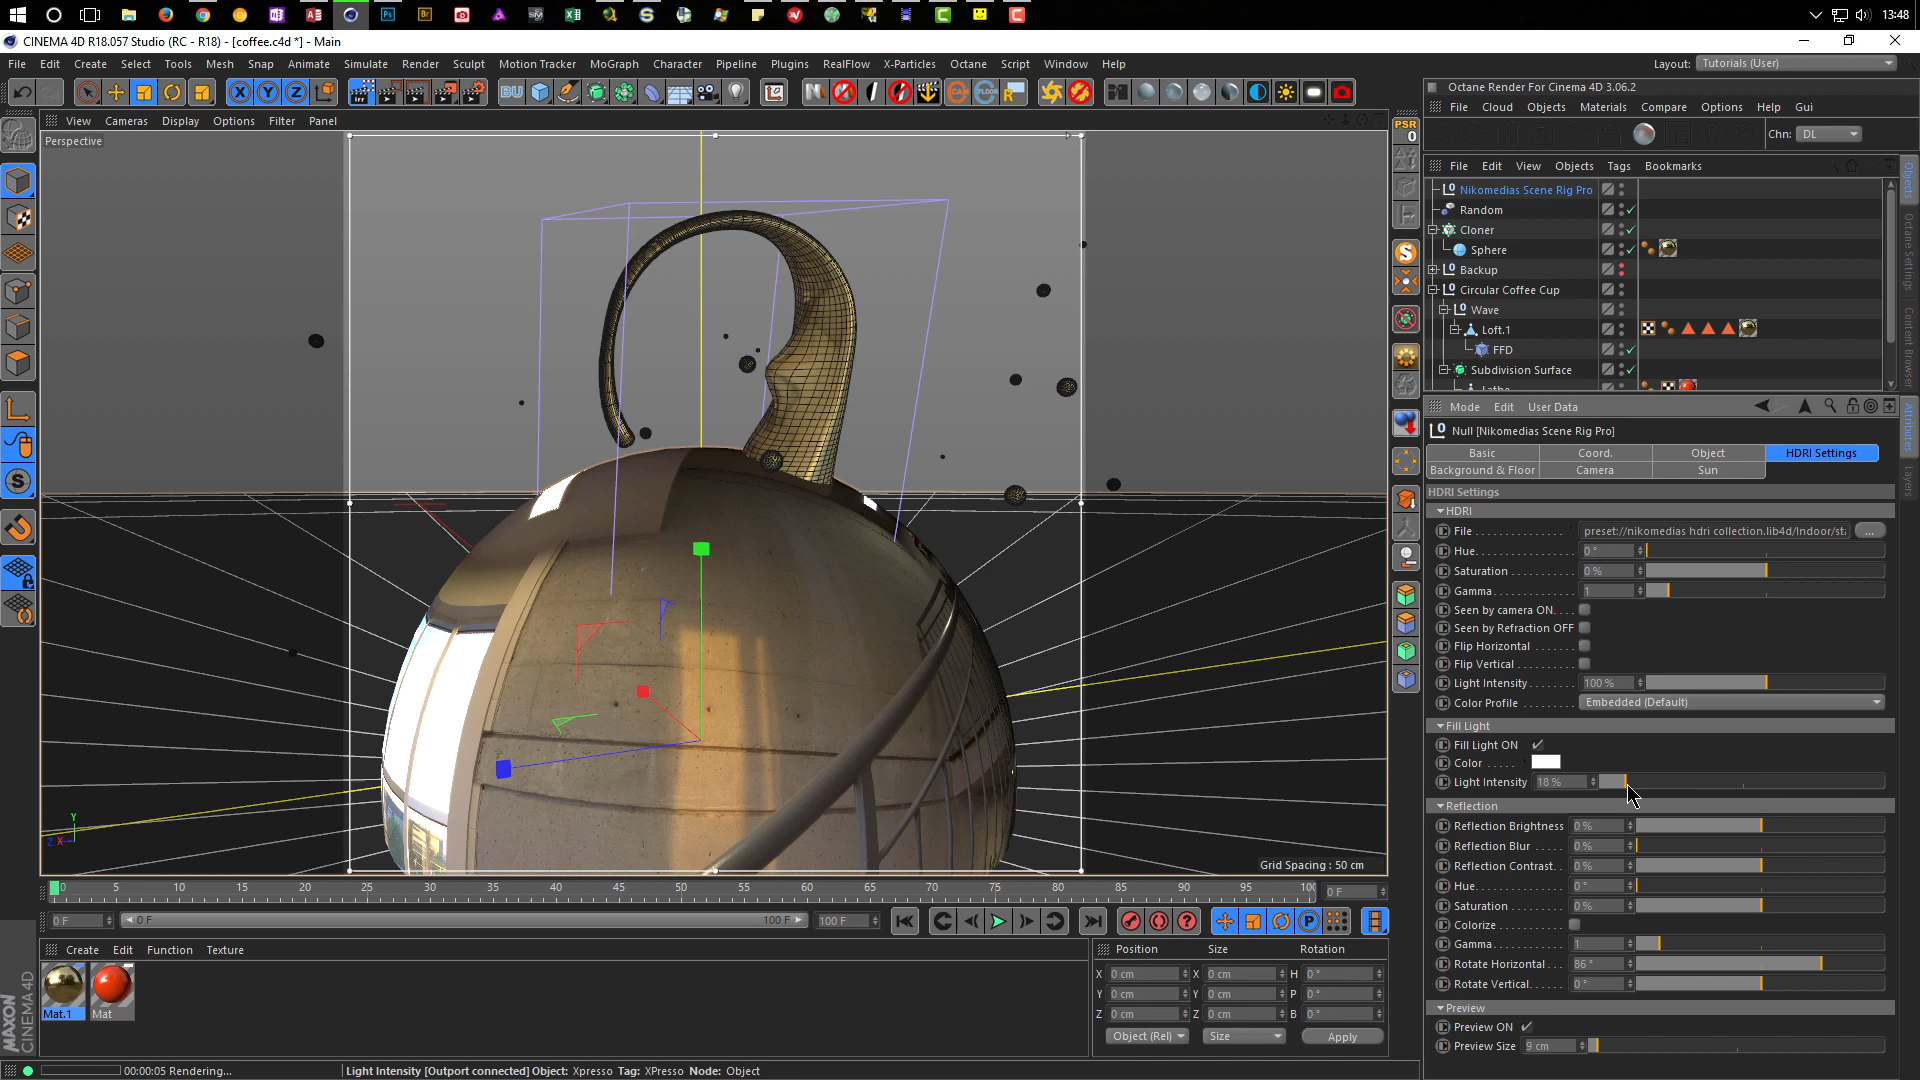 13:48
CINEMA 4D R18.057 Studio (RC - R18) - [coffee.c4d *] - Main
File Edit Create Select Tools Mesh Snap Animate Simulate Render Sculpt Motion Tracker MoGraph Character Pipeline Plugins RealFlow X-Particles Octane Script Window Help
Layout: Tutorials (User)
Octane Render For Cinema 4D 3.06.2
File Cloud Objects Materials Compare Options Help Gui
Chn: DL
View Cameras Display Options Filter Panel
Perspective
PSR
0
File Edit View Objects Tags Bookmarks
Nikomedias Scene Rig Pro
Random
Cloner
Sphere
Backup
Circular Coffee Cup
Wave
Loft.1
FFD
Subdivision Surface
Lathe
Objects
Octane Settings
Content Browser
Attributes
Layers
Mode Edit User Data
Null [Nikomedias Scene Rig Pro]
Basic Coord. Object HDRI Settings
Background & Floor Camera Sun
HDRI Settings
HDRI
File preset://nikomedias hdri collection.lib4d/Indoor/sta ...
Hue 0 °
Saturation 0 %
Gamma 1
Seen by camera ON
Seen by Refraction OFF
Flip Horizontal
Flip Vertical
Light Intensity 100 %
Color Profile Embedded (Default)
Fill Light
Fill Light ON
Color
Light Intensity 18 %
Reflection
Reflection Brightness 0 %
Reflection Blur 0 %
Reflection Contrast 0 %
Hue 0 °
Saturation 0 %
Colorize
Gamma 1
Rotate Horizontal 86 °
Rotate Vertical 0 °
Preview
Preview ON
Preview Size 9 cm
Y
Z X
Grid Spacing : 50 cm
0 5 10 15 20 25 30 35 40 45 50 55 60 65 70 75 80 85 90 95 100 0 F
0 F 0 F 100 F 100 F
Create Edit Function Texture
Mat.1 Mat
Position Size Rotation
X 0 cm X 0 cm H 0 °
Y 0 cm Y 0 cm P 0 °
Z 0 cm Z 0 cm B 0 °
Object (Rel) Size Apply
MAXON
CINEMA 4D
00:00:05 Rendering... Light Intensity [Outport connected] Object: Xpresso Tag: XPresso Node: Object